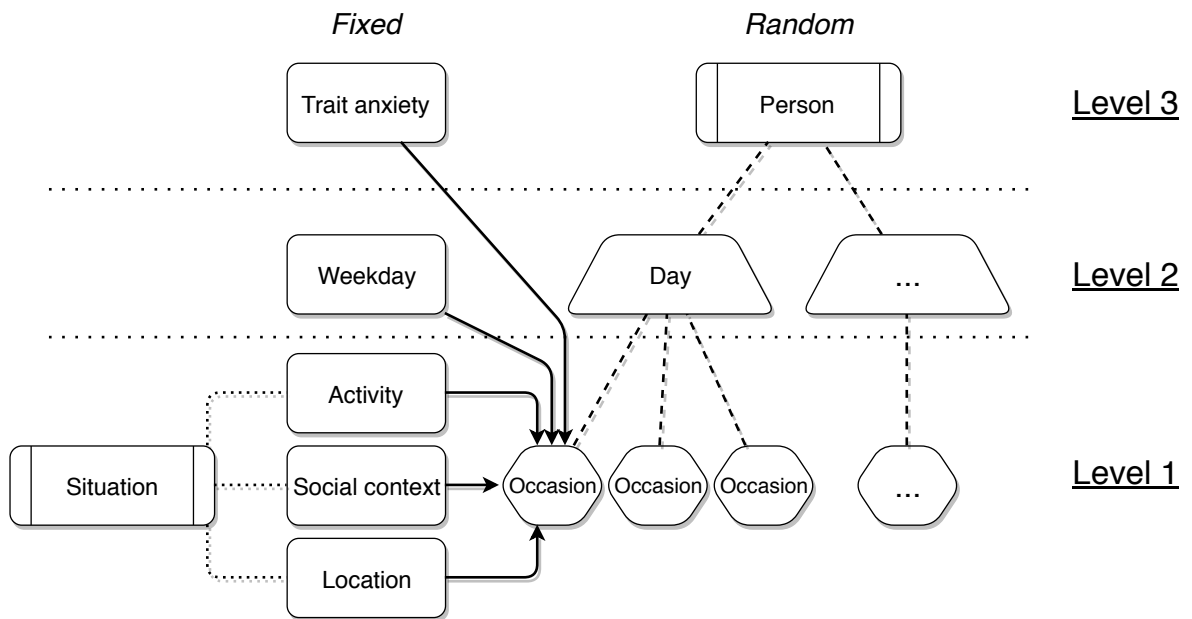 Fixed
Random
Trait anxiety
Person
Level 3
Weekday
Day
...
Level 2
Activity
Situation
Social context
Occasion
Occasion
Occasion
...
Level 1
Location